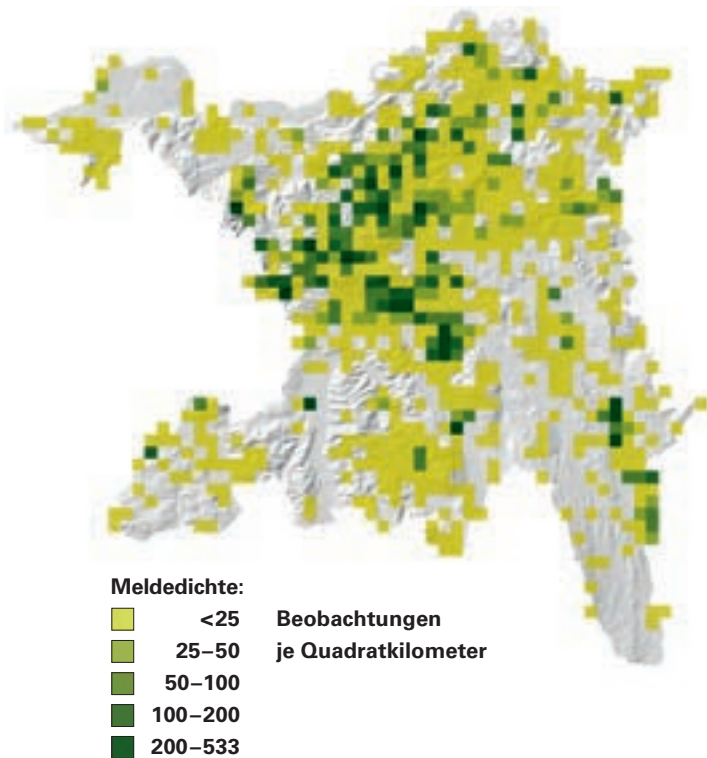 Meldedichte:
<25 Beobachtungen
25–50 je Quadratkilometer
50–100
100–200
200–533